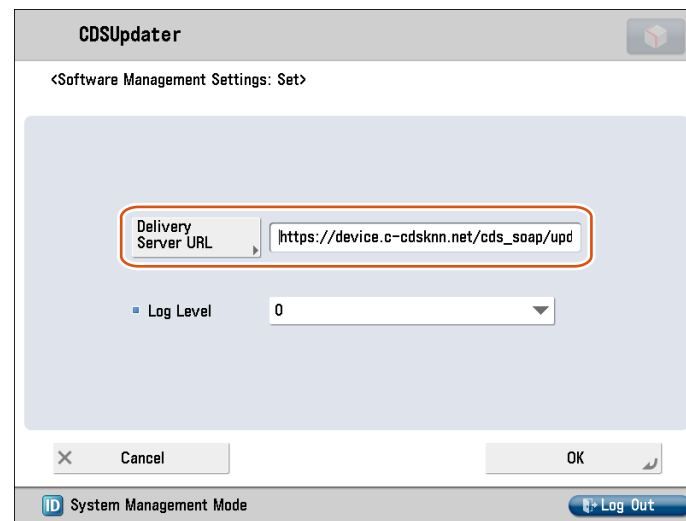 CDSUpdater
<Software Management Settings: Set>
Delivery
Server URL
https://device.c-cdsknn.net/cds_soap/upd
Log Level
0
Cancel
OK
ID System Management Mode
Log Out